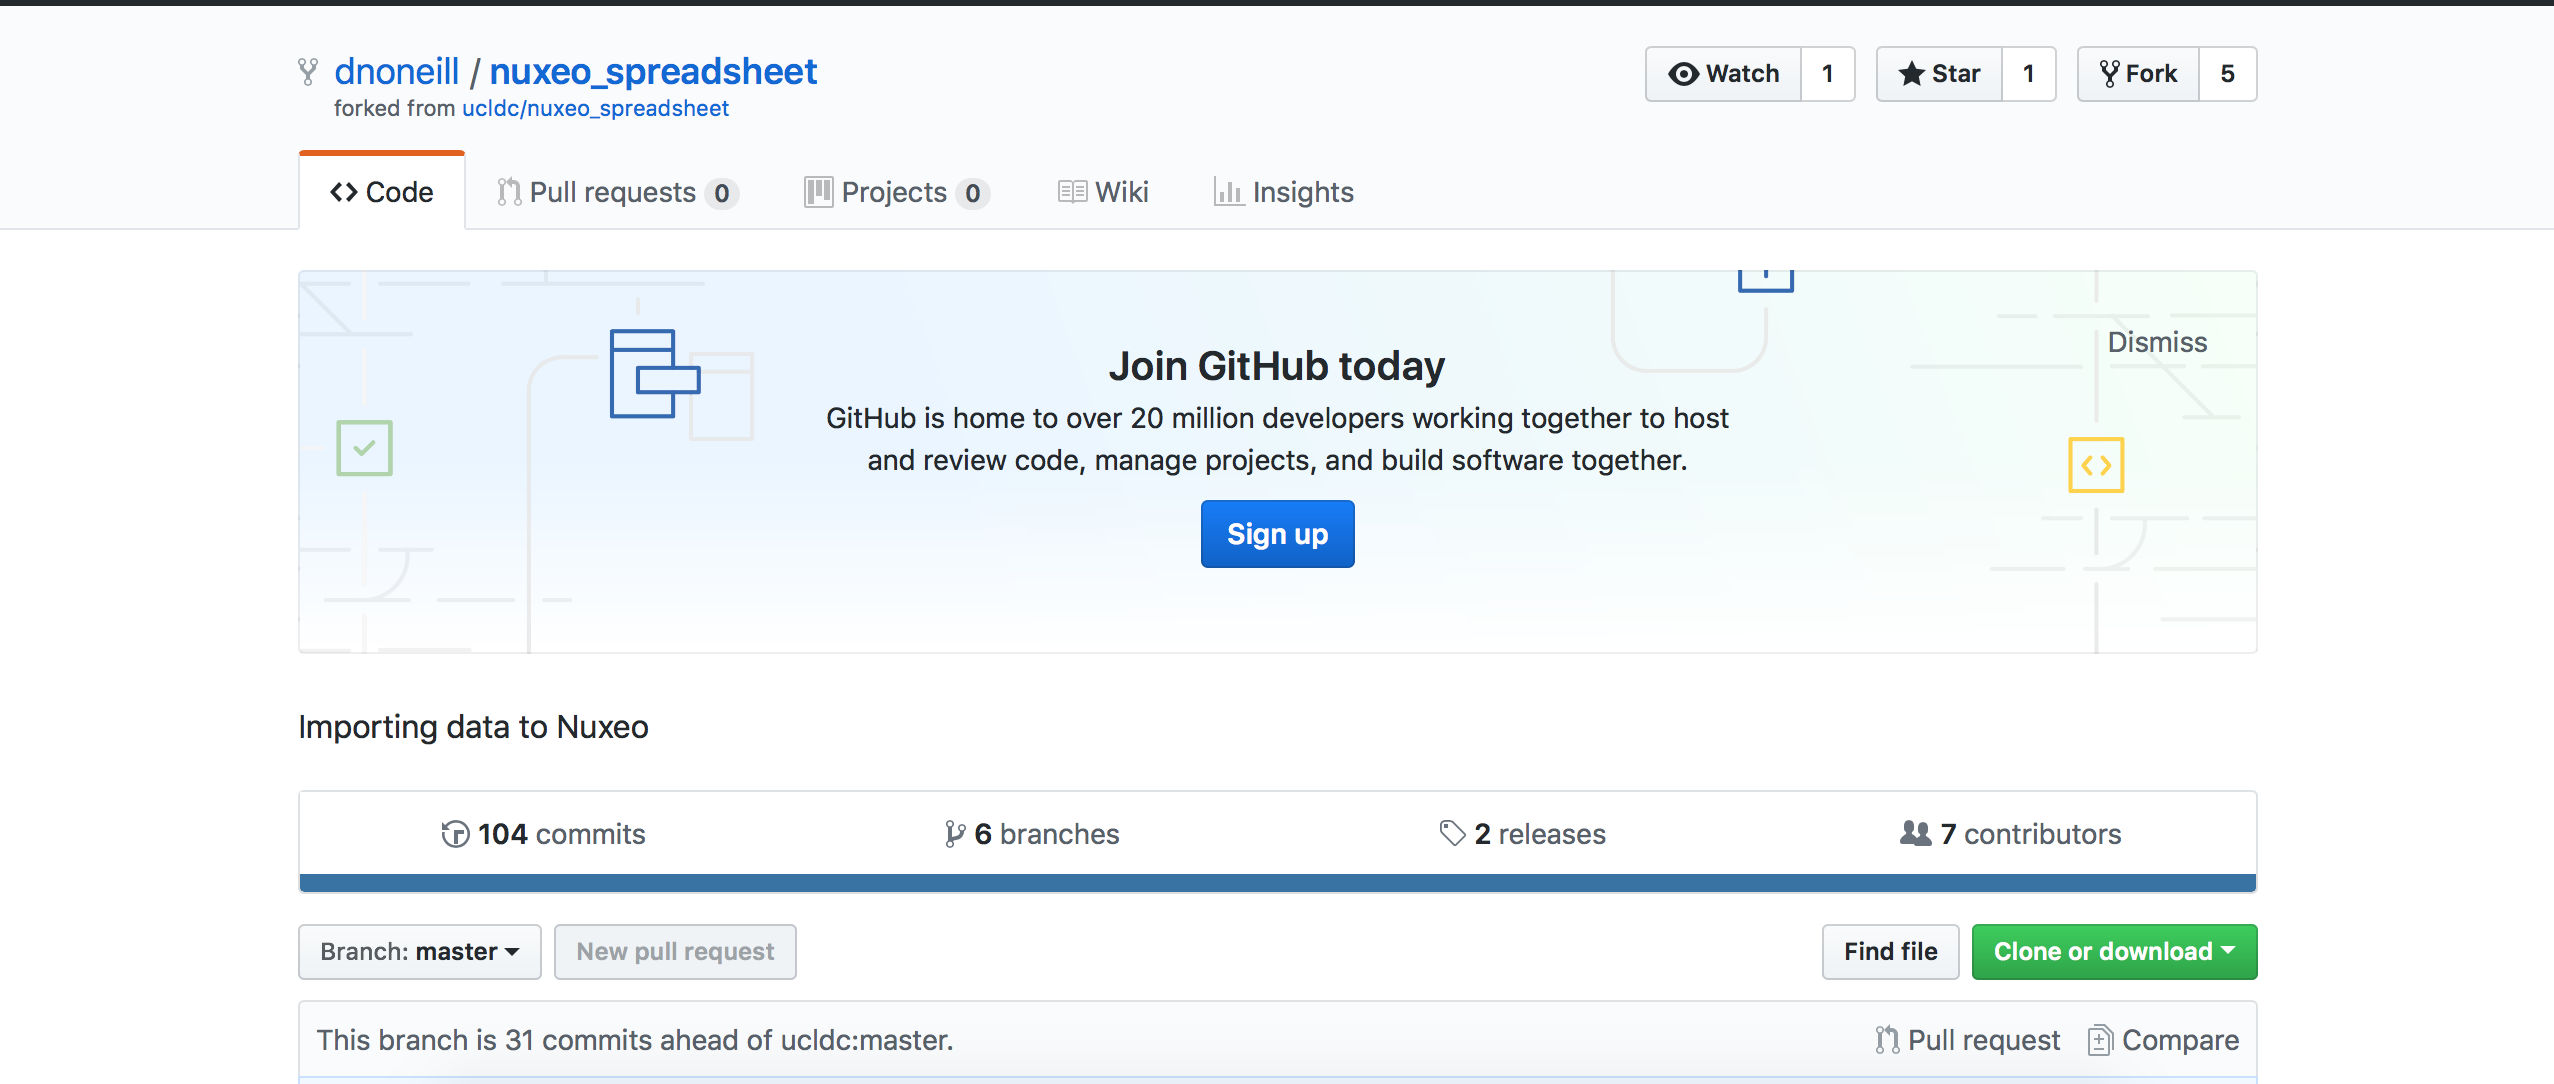 dnoneill / nuxeo_spreadsheet
forked from ucldc/nuxeo_spreadsheet
Watch 1 Star 1 Fork 5
Code Pull requests 0 Projects 0 Wiki Insights
Dismiss
Join GitHub today
GitHub is home to over 20 million developers working together to host
and review code, manage projects, and build software together.
Sign up
Importing data to Nuxeo
104 commits 6 branches 2 releases 7 contributors
Branch: master New pull request Find file Clone or download
This branch is 31 commits ahead of ucldc:master. Pull request Compare